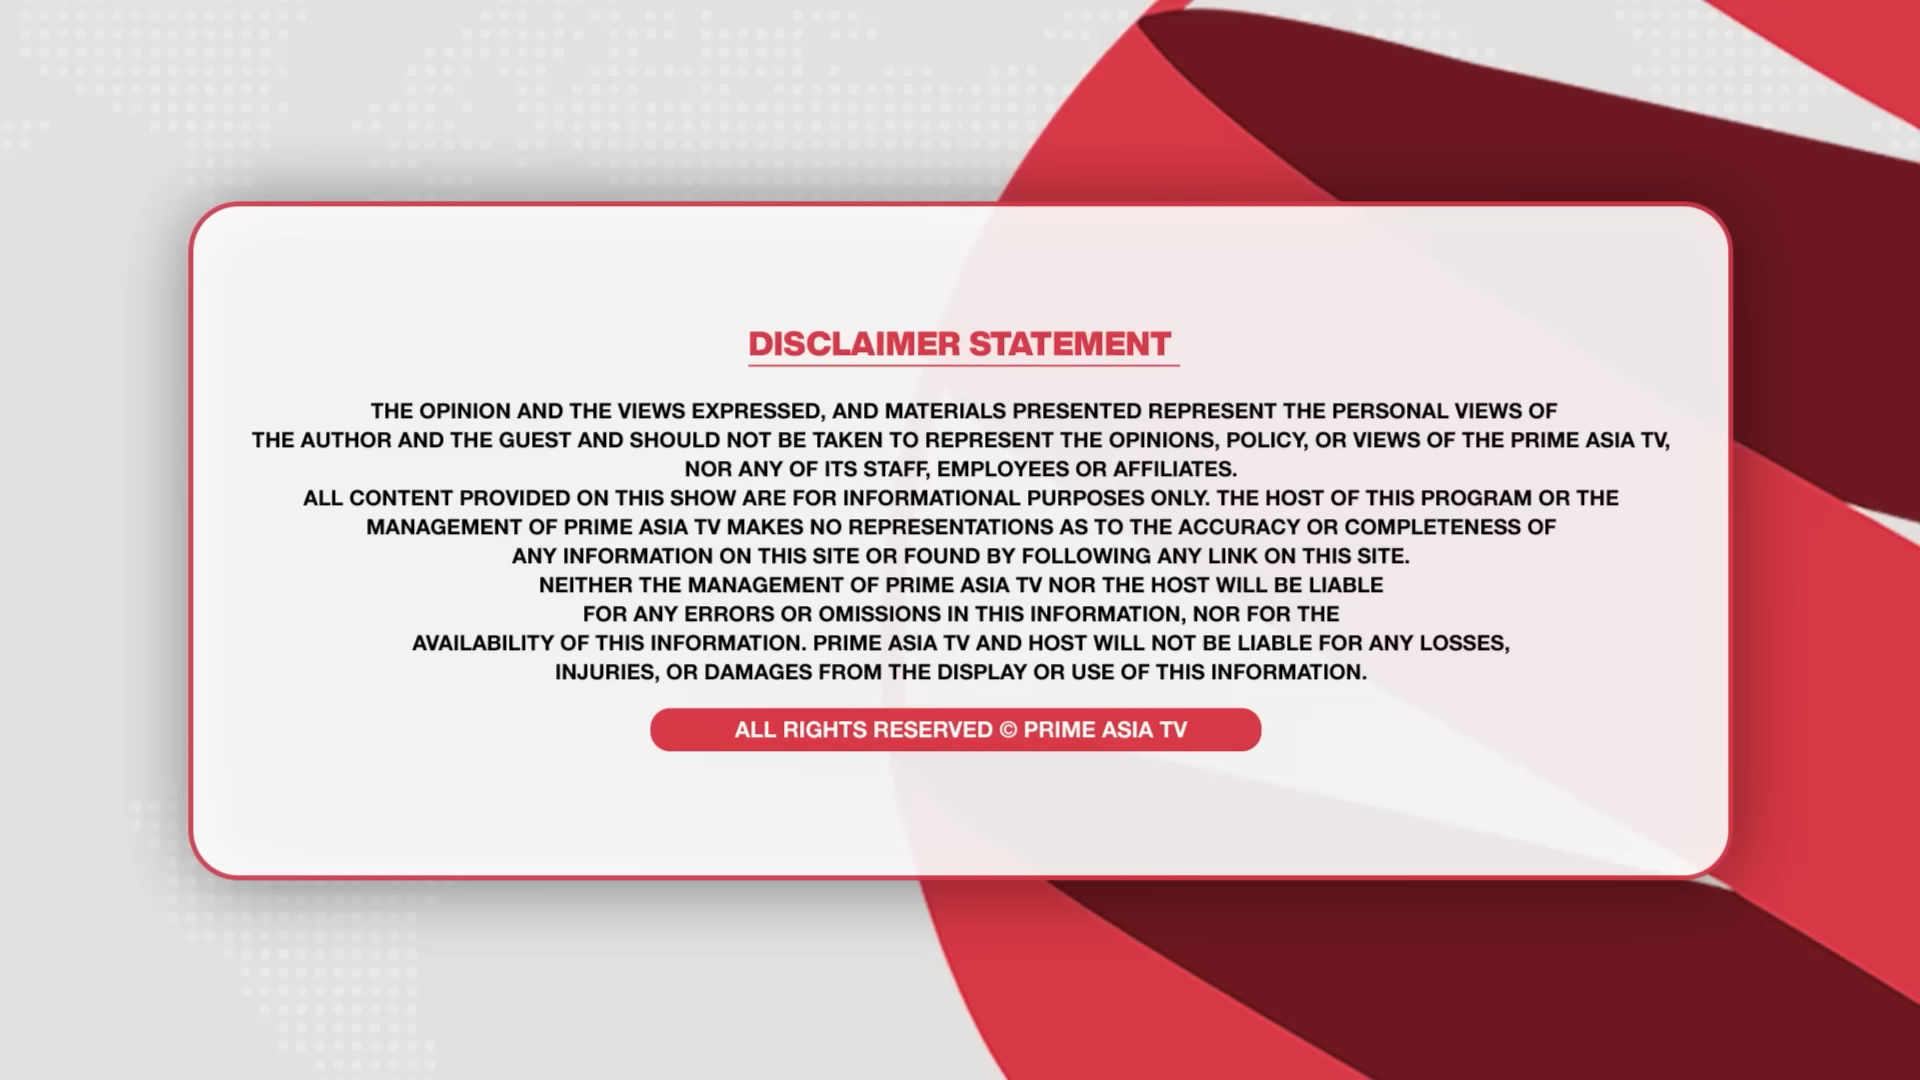 DISCLAIMER STATEMENT
THE OPINION AND THE VIEWS EXPRESSED, AND MATERIALS PRESENTED REPRESENT THE PERSONAL VIEWS OF
THE AUTHOR AND THE GUEST AND SHOULD NOT BE TAKEN TO REPRESENT THE OPINIONS, POLICY, OR VIEWS OF THE PRIME ASIA TV,
NOR ANY OF ITS STAFF, EMPLOYEES OR AFFILIATES.
ALL CONTENT PROVIDED ON THIS SHOW ARE FOR INFORMATIONAL PURPOSES ONLY. THE HOST OF THIS PROGRAM OR THE
MANAGEMENT OF PRIME ASIA TV MAKES NO REPRESENTATIONS AS TO THE ACCURACY OR COMPLETENESS OF
ANY INFORMATION ON THIS SITE OR FOUND BY FOLLOWING ANY LINK ON THIS SITE.
NEITHER THE MANAGEMENT OF PRIME ASIA TV NOR THE HOST WILL BE LIABLE
FOR ANY ERRORS OR OMISSIONS IN THIS INFORMATION, NOR FOR THE
AVAILABILITY OF THIS INFORMATION. PRIME ASIA TV AND HOST WILL NOT BE LIABLE FOR ANY LOSSES,
INJURIES, OR DAMAGES FROM THE DISPLAY OR USE OF THIS INFORMATION.
ALL RIGHTS RESERVED © PRIME ASIA TV